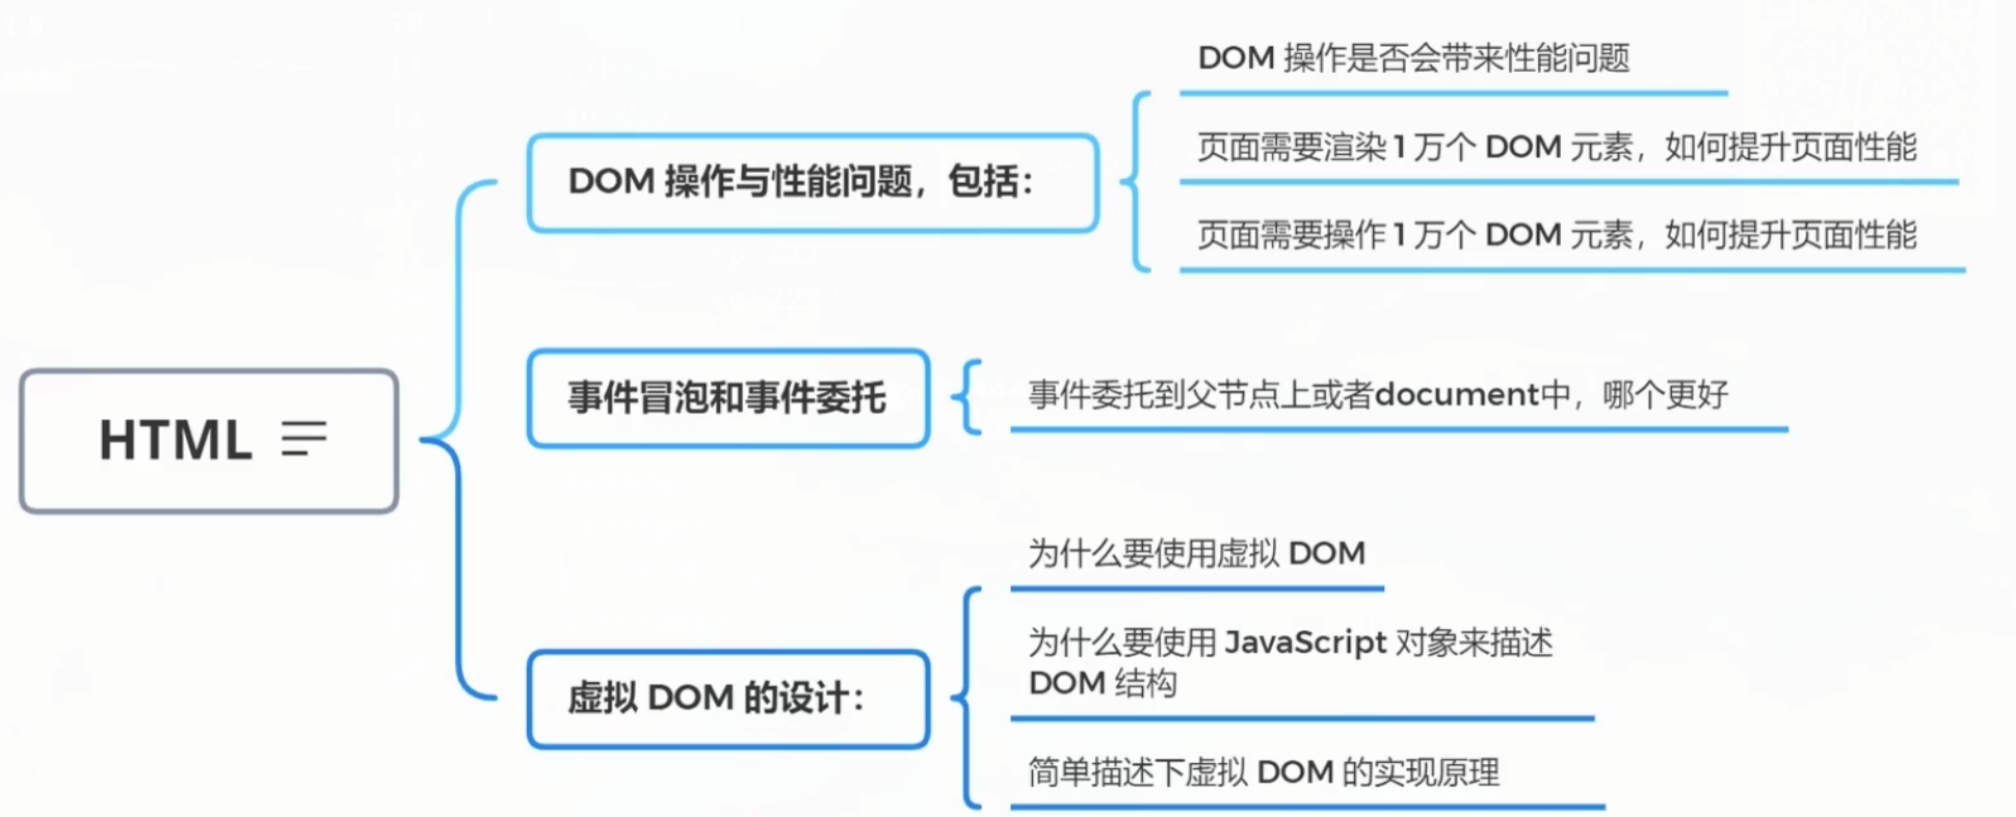 HTML
DOM 操作与性能问题，包括：
DOM 操作是否会带来性能问题
页面需要渲染 1 万个 DOM 元素，如何提升页面性能
页面需要操作 1 万个 DOM 元素，如何提升页面性能
事件冒泡和事件委托
事件委托到父节点上或者document中，哪个更好
虚拟 DOM 的设计：
为什么要使用虚拟 DOM
为什么要使用 JavaScript 对象来描述
DOM 结构
简单描述下虚拟 DOM 的实现原理